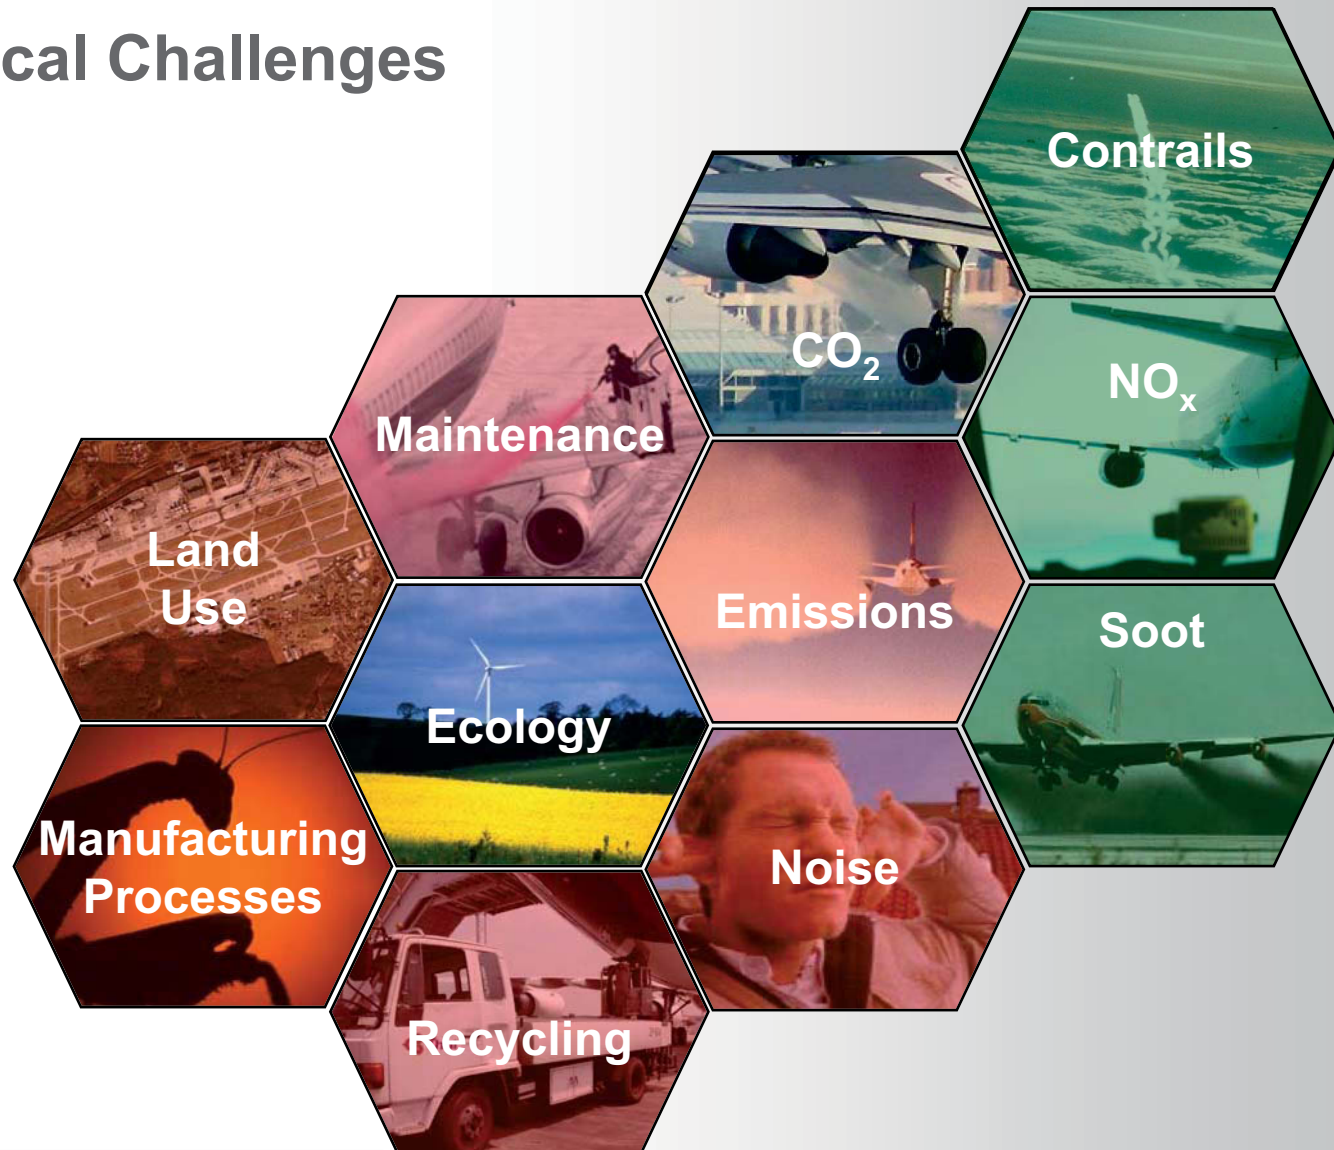 cal Challenges
Contrails
CO₂
NOₓ
Maintenance
Land
Use
Emissions
Soot
Ecology
Manufacturing
Processes
Noise
Recycling